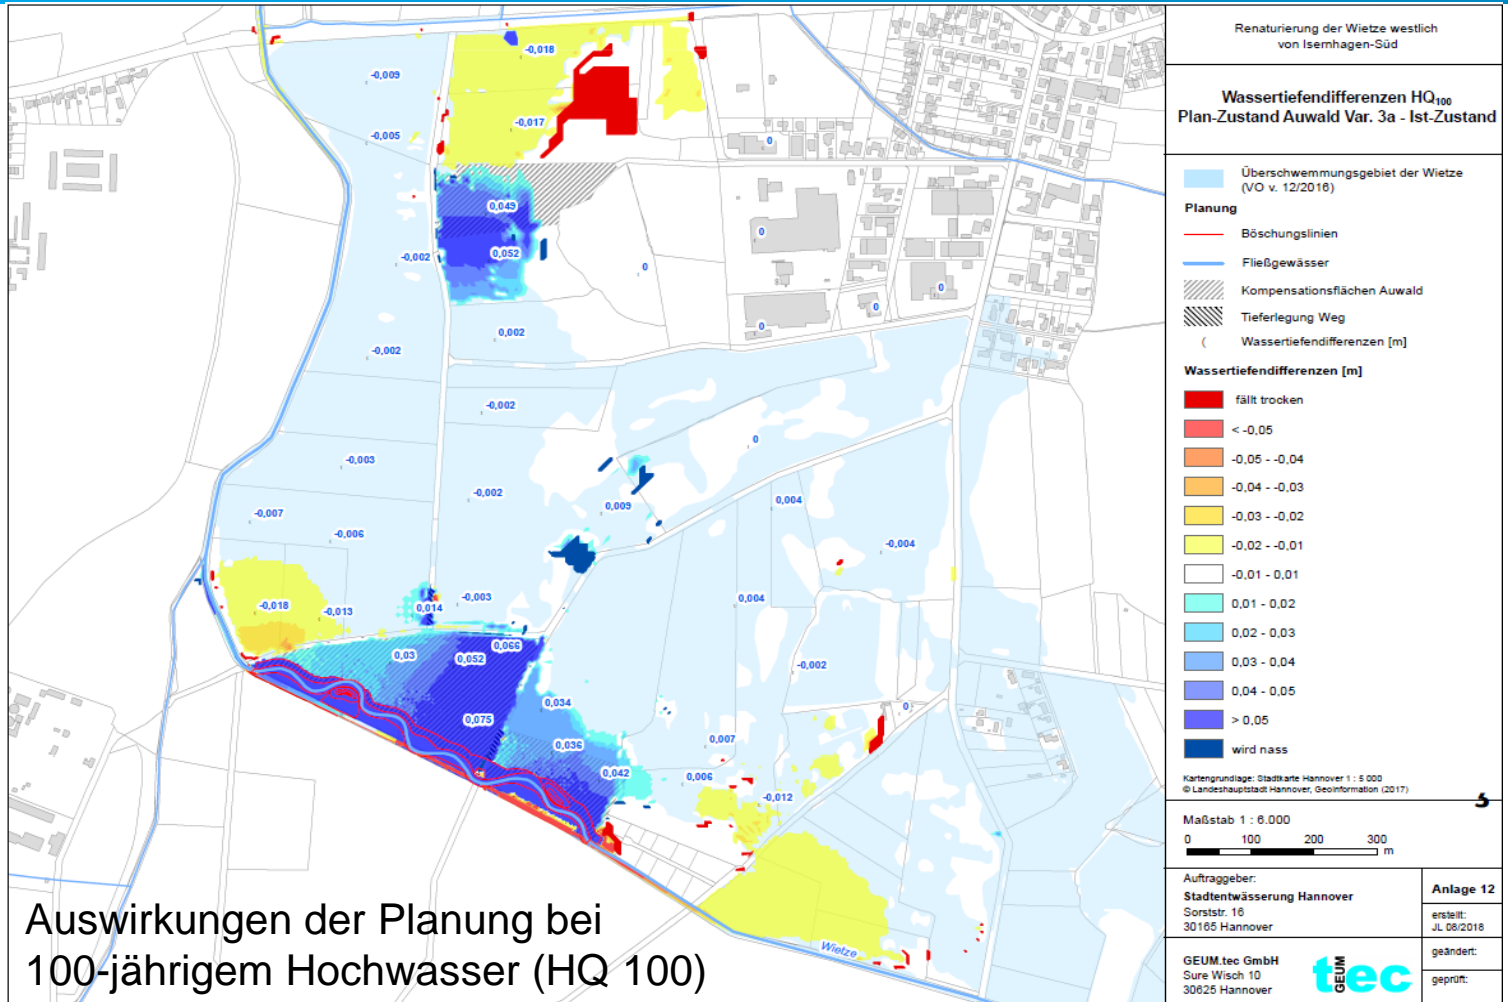 Renaturierung der Wietze westlich
von Isernhagen-Süd
Wassertiefendifferenzen HQ100
Plan-Zustand Auwald Var. 3a - Ist-Zustand
Überschwemmungsgebiet der Wietze
(VO v. 12/2016)
Planung
Böschungslinien
Fließgewässer
Kompensationsflächen Auwald
Tieferlegung Weg
( Wassertiefendifferenzen [m]
Wassertiefendifferenzen [m]
fällt trocken
< -0,05
-0,05 - -0,04
-0,04 - -0,03
-0,03 - -0,02
-0,02 - -0,01
-0,01 - 0,01
0,01 - 0,02
0,02 - 0,03
0,03 - 0,04
0,04 - 0,05
> 0,05
wird nass
Kartengrundlage: Stadtkarte Hannover 1 : 5 000
© Landeshauptstadt Hannover, Geoinformation (2017)
5
Maßstab 1 : 6.000
0 100 200 300
m
Auftraggeber:
Stadtentwässerung Hannover
Sorststr. 16
30165 Hannover
Anlage 12
erstellt:
JL 08/2018
geändert:
geprüft:
GEUM.tec GmbH
Sure Wisch 10
30625 Hannover
GEUM
tec
-0,018
-0,009
-0,017
-0,005
0
0,049
0
-0,002
0,052
0
0
0
0,002
0
-0,002
-0,002
0
-0,003
-0,002
0,004
0,009
-0,007
-0,006
-0,004
-0,018
-0,013
0,014
-0,003
0,004
0,066
0,03
0,052
-0,002
0,034
0
0,075
0,036
0,007
0,042
0,006
-0,012
Wietze
Auswirkungen der Planung bei
100-jährigem Hochwasser (HQ 100)